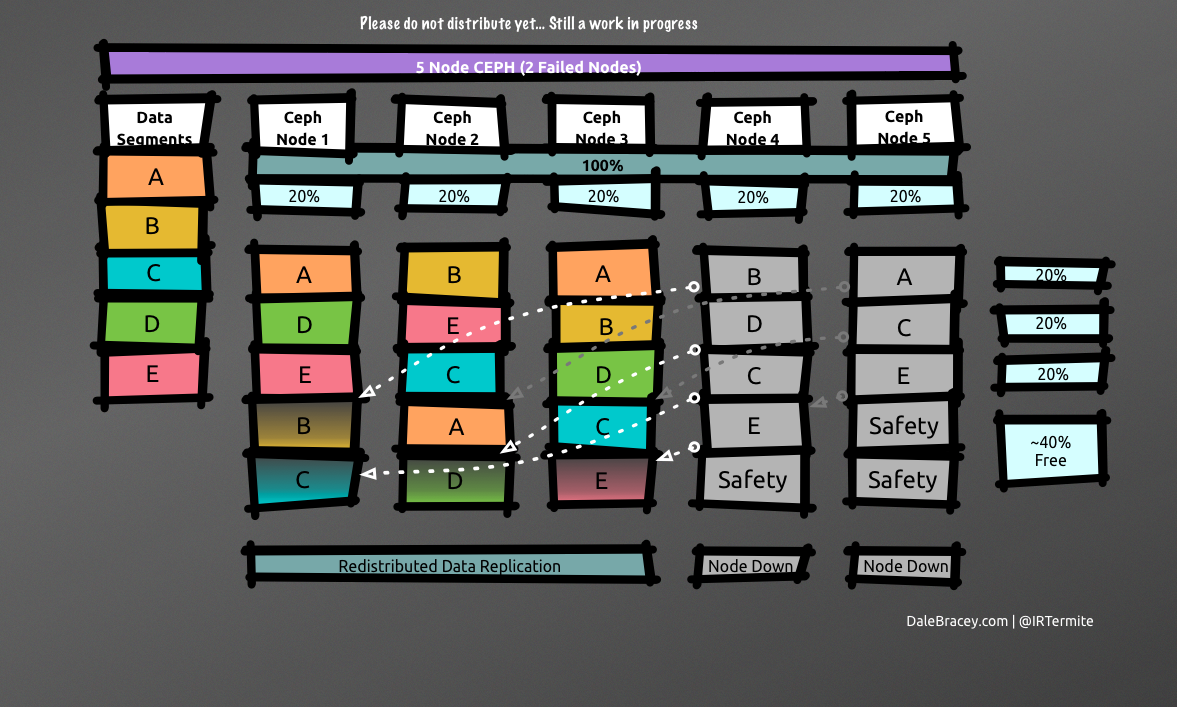 Please do not distribute yet... Still a work in progress
5 Node CEPH (2 Failed Nodes)
Data
Segments
Ceph
Node 1
Ceph
Node 2
Ceph
Node 3
Ceph
Node 4
Ceph
Node 5
100%
20%
20%
20%
20%
20%
A
B
C
D
E
A
B
A
B
A
20%
D
E
B
D
C
20%
E
C
D
C
E
20%
B
A
C
E
Safety
~40%
Free
C
D
E
Safety
Safety
Redistributed Data Replication
Node Down
Node Down
DaleBracey.com | @IRTermite